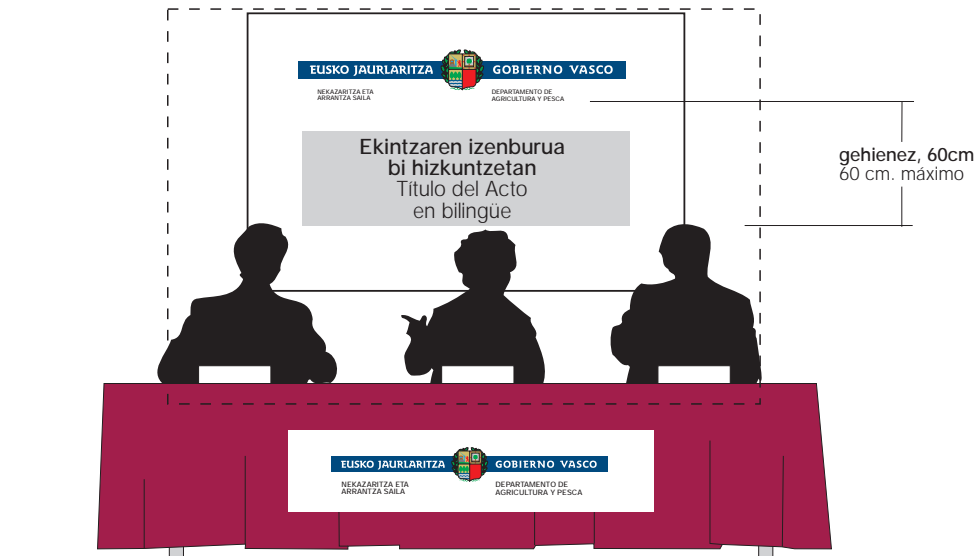 EUSKO JAURLARITZA GOBIERNO VASCO
NEKAZARITZA ETA
ARRANTZA SAILA
DEPARTAMENTO DE
AGRICULTURA Y PESCA
Ekintzaren izenburua
bi hizkuntzetan
Título del Acto
en bilingüe
gehienez, 60cm
60 cm. máximo
EUSKO JAURLARITZA GOBIERNO VASCO
NEKAZARITZA ETA
ARRANTZA SAILA
DEPARTAMENTO DE
AGRICULTURA Y PESCA